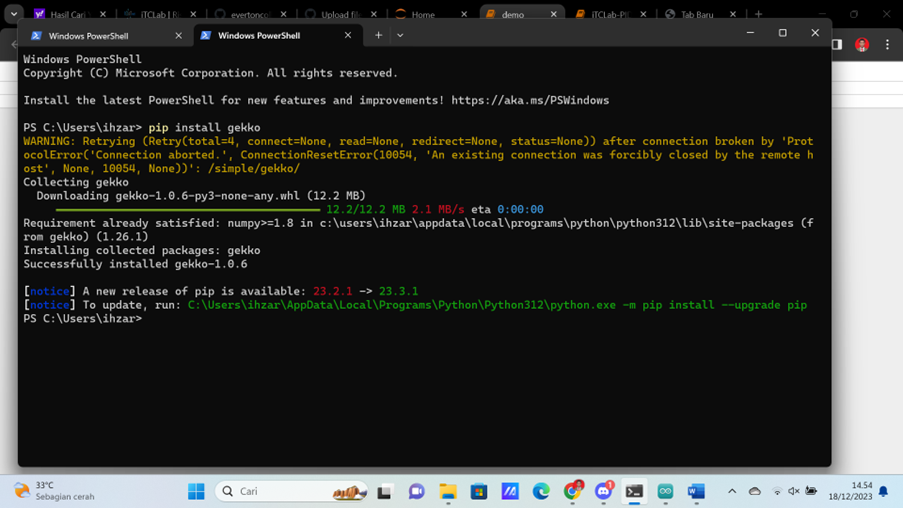 Hasil Cari
iTCLab | R
evertonco
Upload file
Home
demo
iTCLab-PI
Tab Baru
Windows PowerShell
Windows PowerShell
Windows PowerShell
Copyright (C) Microsoft Corporation. All rights reserved.
Install the latest PowerShell for new features and improvements! https://aka.ms/PSWindows
PS C:\Users\ihzar> pip install gekko
WARNING: Retrying (Retry(total=4, connect=None, read=None, redirect=None, status=None)) after connection broken by 'Prot
ocolError('Connection aborted.', ConnectionResetError(10054, 'An existing connection was forcibly closed by the remote h
ost', None, 10054, None))': /simple/gekko/
Collecting gekko
Downloading gekko-1.0.6-py3-none-any.whl (12.2 MB)
12.2/12.2 MB 2.1 MB/s eta 0:00:00
Requirement already satisfied: numpy>=1.8 in c:\users\ihzar\appdata\local\programs\python\python312\lib\site-packages (f
rom gekko) (1.26.1)
Installing collected packages: gekko
Successfully installed gekko-1.0.6
[notice] A new release of pip is available: 23.2.1 -> 23.3.1
[notice] To update, run: C:\Users\ihzar\AppData\Local\Programs\Python\Python312\python.exe -m pip install --upgrade pip
PS C:\Users\ihzar>
33°C
Sebagian cerah
Cari
1
14.54
18/12/2023